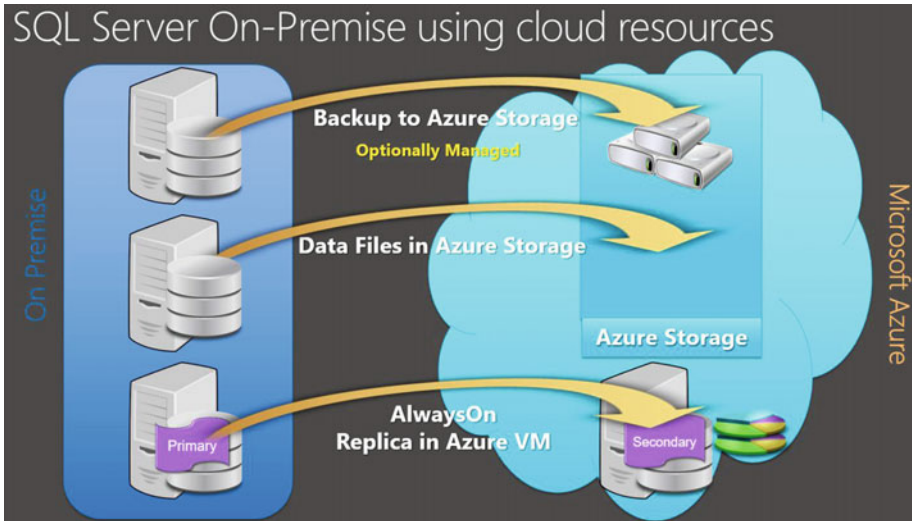 SQL Server On-Premise using cloud resources
On Premise
Backup to Azure Storage
Optionally Managed
Data Files in Azure Storage
Azure Storage
Primary
AlwaysOn
Replica in Azure VM
Secondary
Microsoft Azure